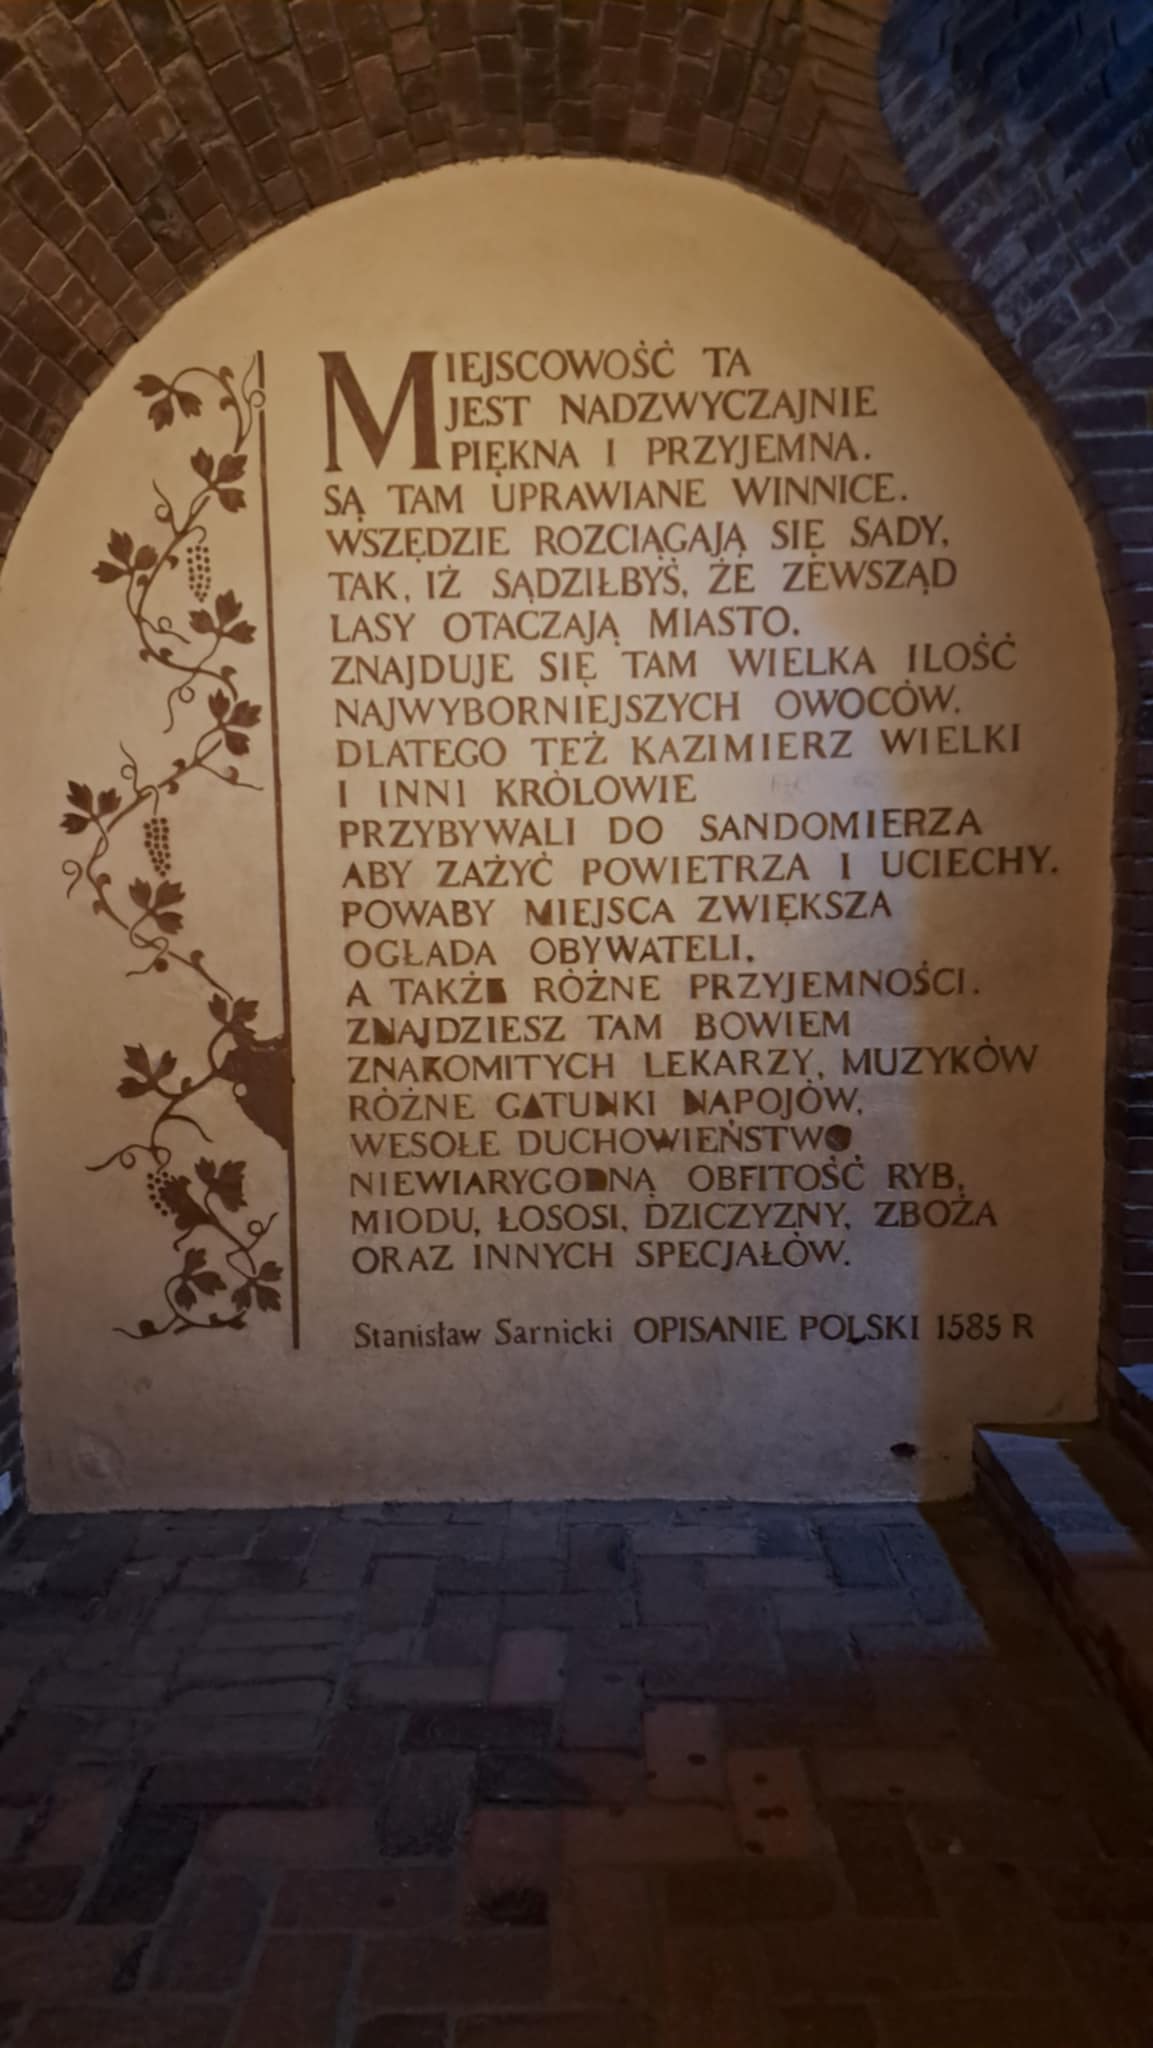 MIEJSCOWOŚĆ TA
JEST NADZWYCZAJNIE
PIĘKNA I PRZYJEMNA.
SĄ TAM UPRAWIANE WINNICE.
WSZĘDZIE ROZCIĄGAJĄ SIĘ SADY,
TAK, IŻ SĄDZIŁBYŚ, ŻE ZEWSZĄD
LASY OTACZAJĄ MIASTO.
ZNAJDUJE SIĘ TAM WIELKA ILOŚĆ
NAJWYBORNIEJSZYCH OWOCÓW.
DLATEGO TEŻ KAZIMIERZ WIELKI
I INNI KRÓLOWIE
PRZYBYWALI DO SANDOMIERZA
ABY ZAŻYĆ POWIETRZA I UCIECHY.
POWABY MIEJSCA ZWIĘKSZA
OGŁADA OBYWATELI,
A TAKŻE RÓŻNE PRZYJEMNOŚCI.
ZNAJDZIESZ TAM BOWIEM
ZNAKOMITYCH LEKARZY, MUZYKÓW
RÓŻNE GATUNKI NAPOJÓW,
WESOŁE DUCHOWIEŃSTWO
NIEWIARYGODNĄ OBFITOŚĆ RYB,
MIODU, ŁOSOSI, DZICZYZNY, ZBOŻA
ORAZ INNYCH SPECJAŁÓW.
Stanisław Sarnicki OPISANIE POLSKI 1585 R